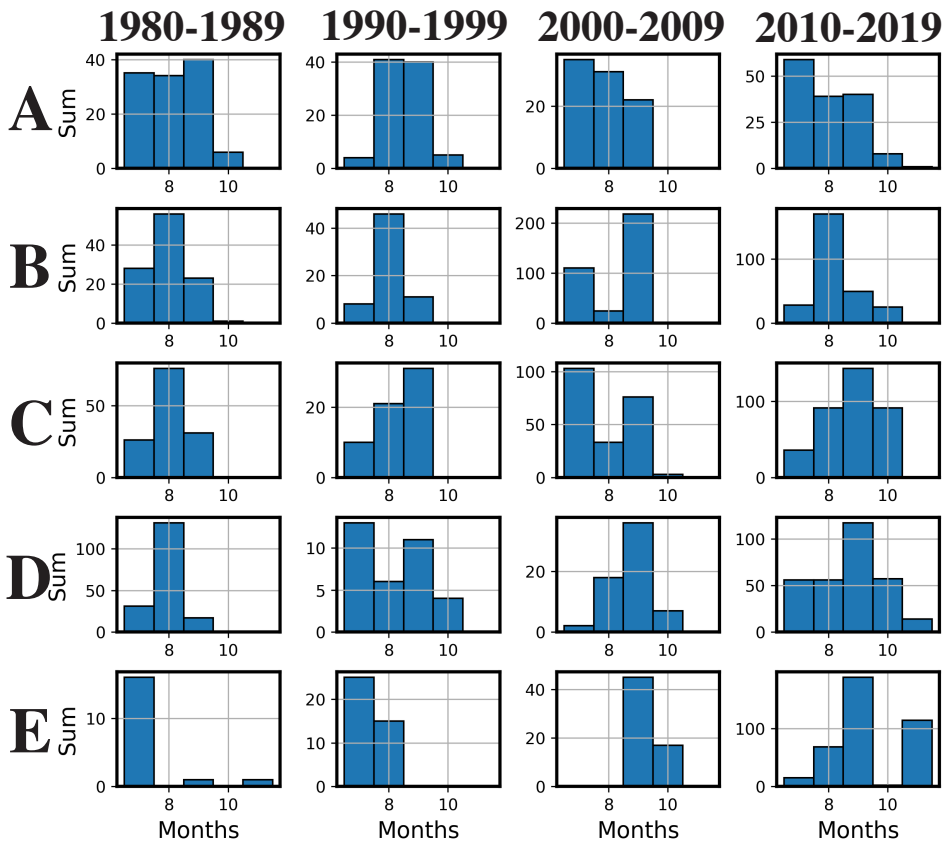 1980-1989 1990-1999 2000-2009 2010-2019
A Sum 40 20 0 8 10 40 20 0 8 10 20 0 8 10 50 25 0 8 10
B Sum 40 20 0 8 10 40 20 0 8 10 200 100 0 8 10 100 0 8 10
C Sum 50 0 8 10 20 0 8 10 100 50 0 8 10 100 0 8 10
D Sum 100 50 0 8 10 10 5 0 8 10 20 0 8 10 100 50 0 8 10
E Sum 10 0 8 10 20 10 0 8 10 40 20 0 8 10 100 0 8 10
Months Months Months Months